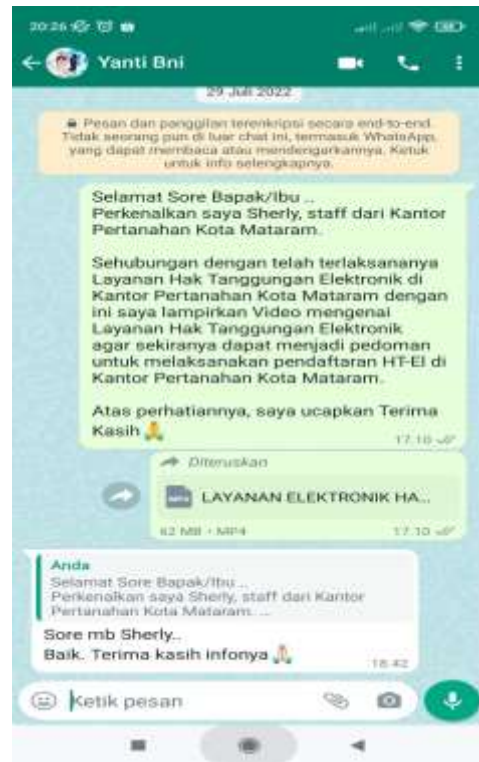 20:26
Yanti Bni
29 Juli 2022
Pesan dan panggilan terenkripsi secara end-to-end.
Tidak seorang pun di luar chat ini, termasuk WhatsApp,
yang dapat membaca atau mendengarkannya. Ketuk
untuk info selengkapnya.
Selamat Sore Bapak/Ibu ..
Perkenalkan saya Sherly, staff dari Kantor
Pertanahan Kota Mataram.
Sehubungan dengan telah terlaksananya
Layanan Hak Tanggungan Elektronik di
Kantor Pertanahan Kota Mataram dengan
ini saya lampirkan Video mengenai
Layanan Hak Tanggungan Elektronik
agar sekiranya dapat menjadi pedoman
untuk melaksanakan pendaftaran HT-El di
Kantor Pertanahan Kota Mataram.
Atas perhatiannya, saya ucapkan Terima
Kasih 🙏
17.10
Diteruskan
LAYANAN ELEKTRONIK HA...
62 MB • MP4
17.10
Anda
Selamat Sore Bapak/Ibu ..
Perkenalkan saya Sherly, staff dari Kantor
Pertanahan Kota Mataram. ...
Sore mb Sherly..
Baik. Terima kasih infonya 🙏
18.42
Ketik pesan